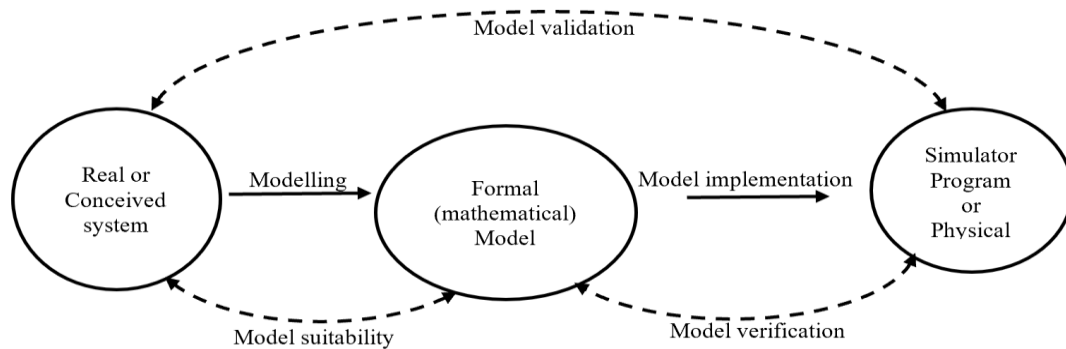 Model validation
Real or
Conceived
system
Modelling
Formal
(mathematical)
Model
Model implementation
Simulator
Program
or
Physical
Model suitability
Model verification